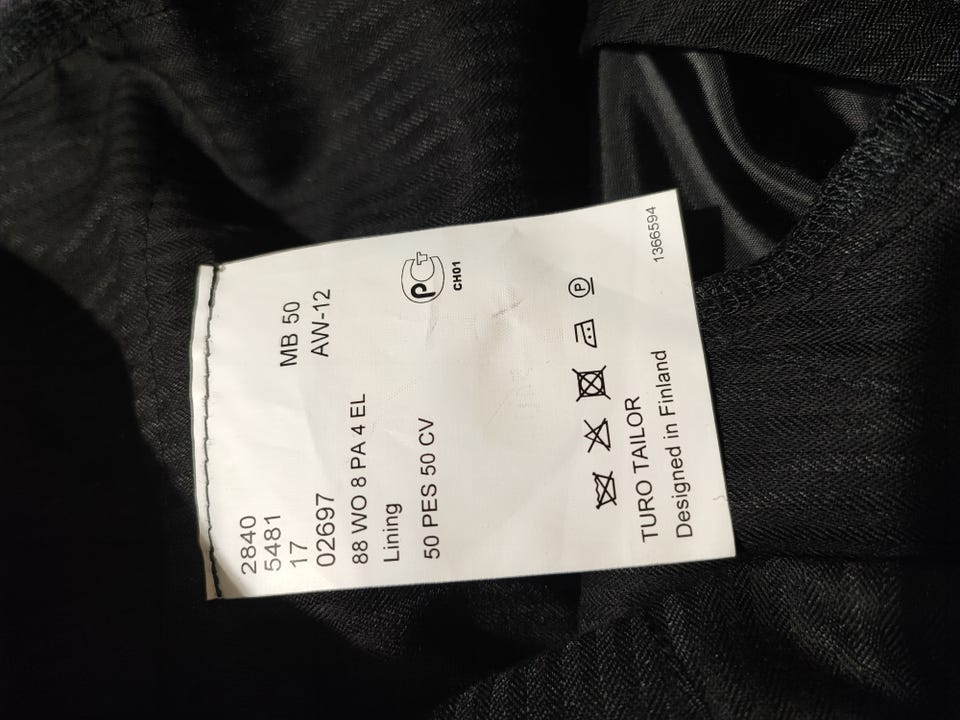 2840
5481
17
02697
MB 50
AW-12
88 WO 8 PA 4 EL
Lining
50 PES 50 CV
PCT
CH01
P
TURO TAILOR
Designed in Finland
1366594